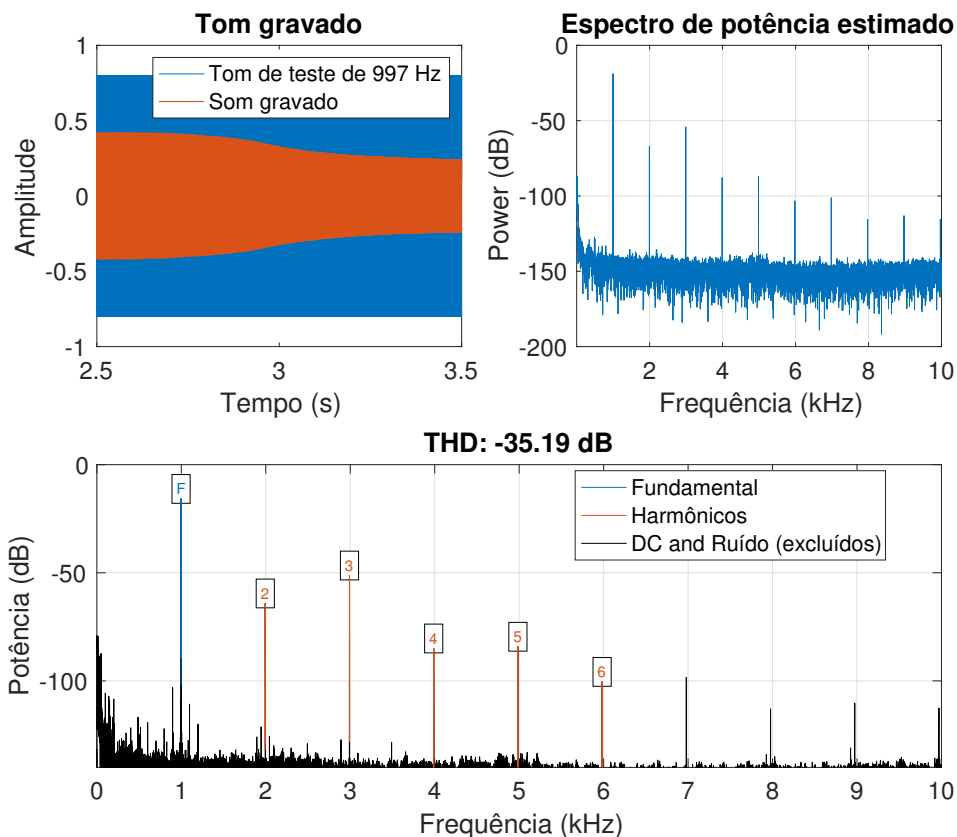 Tom gravado
1
0.5
0
-0.5
-1
Amplitude
Tom de teste de 997 Hz
Som gravado
2.5
3
3.5
Tempo (s)
Espectro de potência estimado
0
-50
-100
-150
-200
Power (dB)
2
4
6
8
10
Frequência (kHz)
THD: -35.19 dB
0
-50
-100
Potência (dB)
F
2
3
4
5
6
Fundamental
Harmônicos
DC and Ruído (excluídos)
0
1
2
3
4
5
6
7
8
9
10
Frequência (kHz)